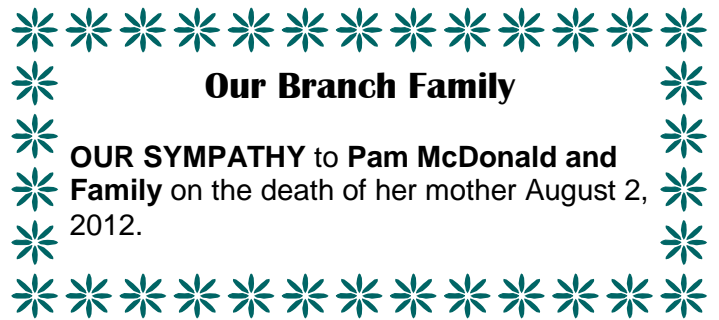 Our Branch Family
OUR SYMPATHY to Pam McDonald and
Family on the death of her mother August 2,
2012.